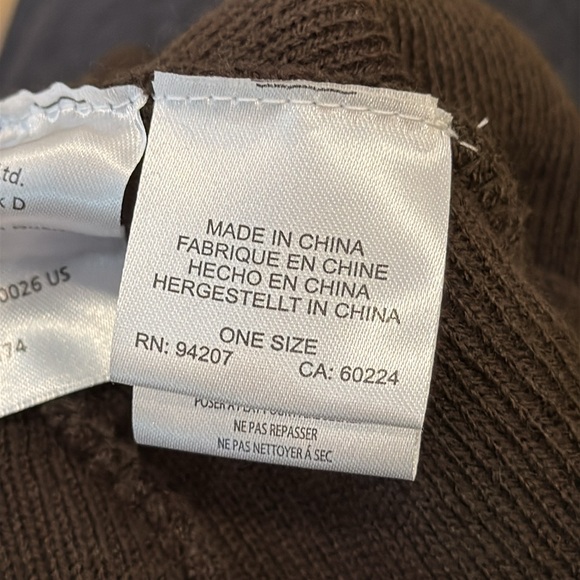 td.
K D
0026 US
74
MADE IN CHINA
FABRIQUE EN CHINE
HECHO EN CHINA
HERGESTELLT IN CHINA
ONE SIZE
RN: 94207 CA: 60224
NE PAS REPASSER
NE PAS NETTOYER À SEC